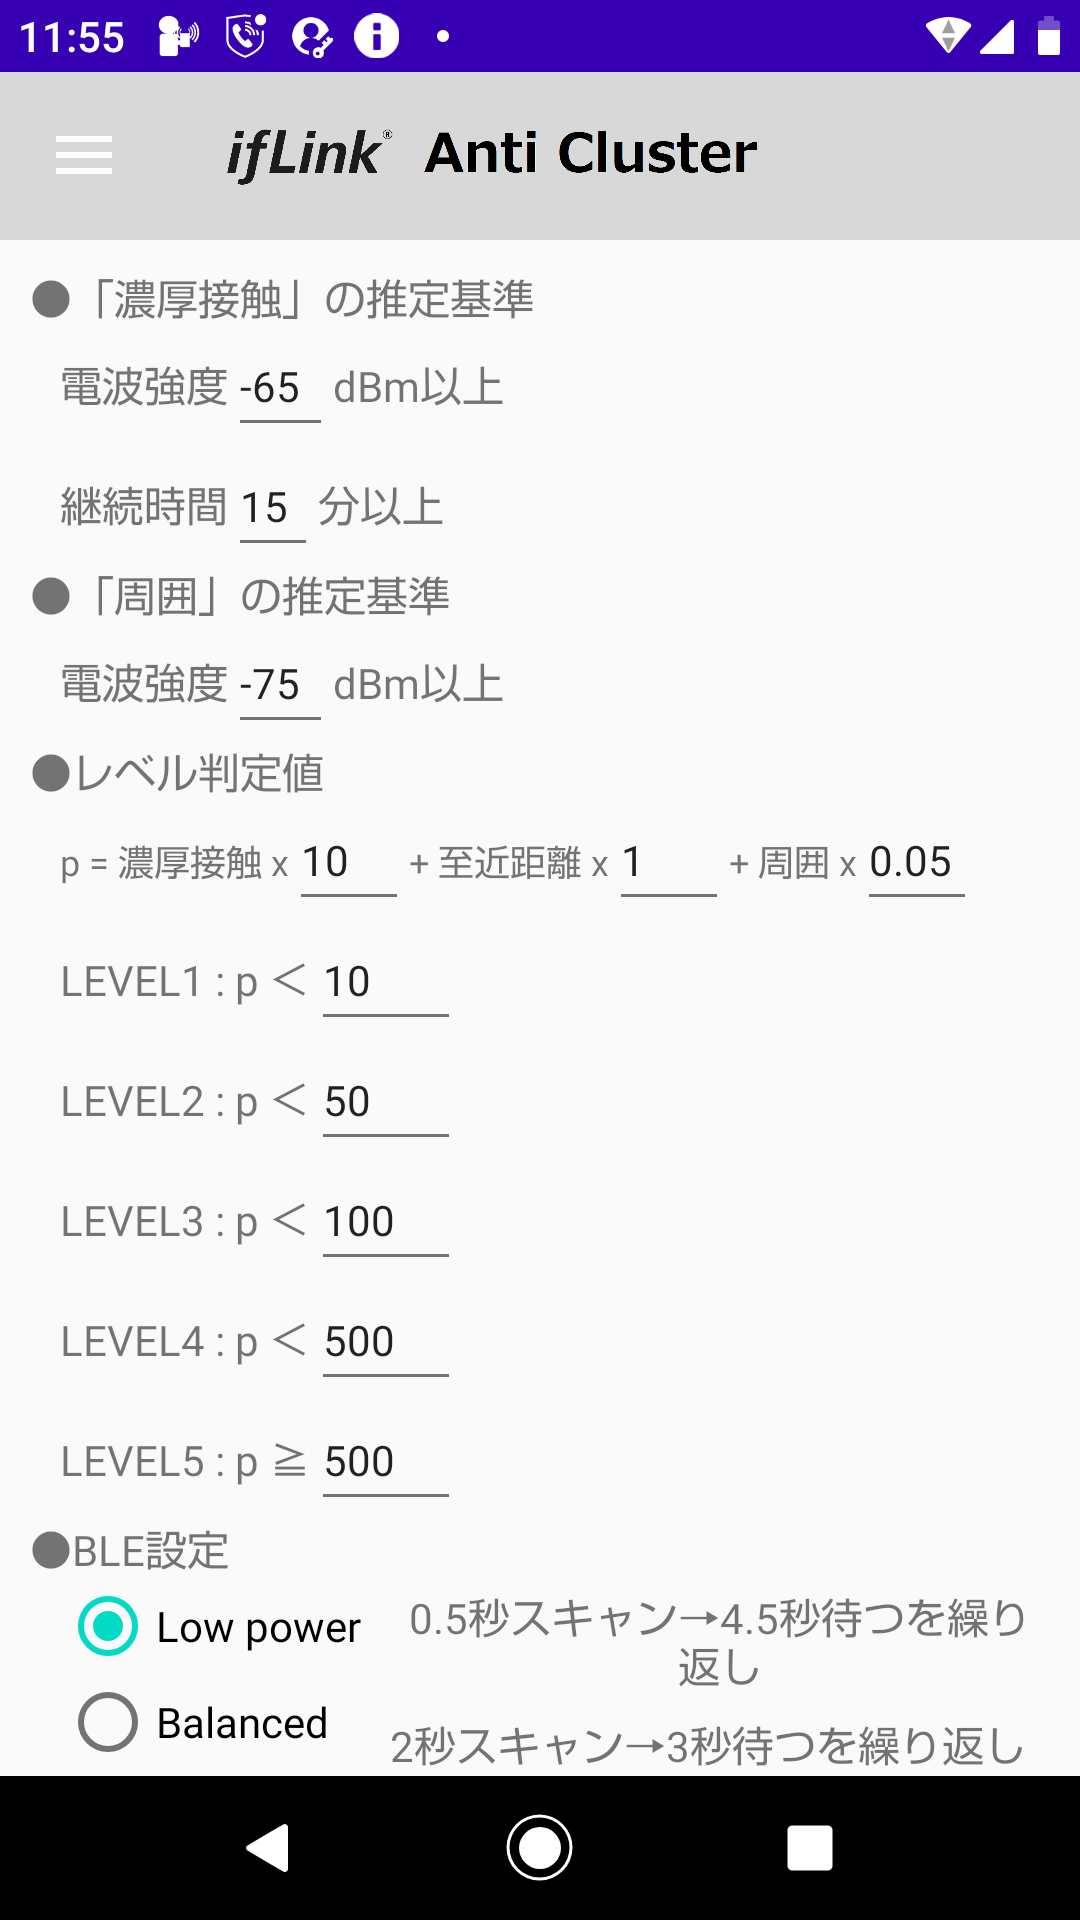 11:55
ifLink® Anti Cluster
●「濃厚接触」の推定基準
電波強度 -65 dBm以上
継続時間 15 分以上
●「周囲」の推定基準
電波強度 -75 dBm以上
●レベル判定値
p = 濃厚接触 x 10 + 至近距離 x 1 + 周囲 x 0.05
LEVEL1 : p ＜ 10
LEVEL2 : p ＜ 50
LEVEL3 : p ＜ 100
LEVEL4 : p ＜ 500
LEVEL5 : p ≧ 500
●BLE設定
Low power 0.5秒スキャン→4.5秒待つを繰り
返し
Balanced 2秒スキャン→3秒待つを繰り返し